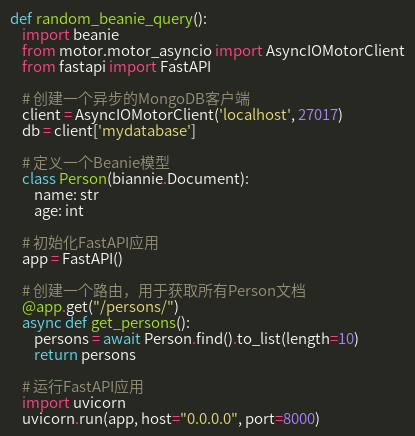 def random_beanie_query():
    import beanie
    from motor.motor_asyncio import AsyncIOMotorClient
    from fastapi import FastAPI

    # 创建一个异步的MongoDB客户端
    client = AsyncIOMotorClient('localhost', 27017)
    db = client['mydatabase']

    # 定义一个Beanie模型
    class Person(biannie.Document):
        name: str
        age: int

    # 初始化FastAPI应用
    app = FastAPI()

    # 创建一个路由，用于获取所有Person文档
    @app.get("/persons/")
    async def get_persons():
        persons = await Person.find().to_list(length=10)
        return persons

    # 运行FastAPI应用
    import uvicorn
    uvicorn.run(app, host="0.0.0.0", port=8000)